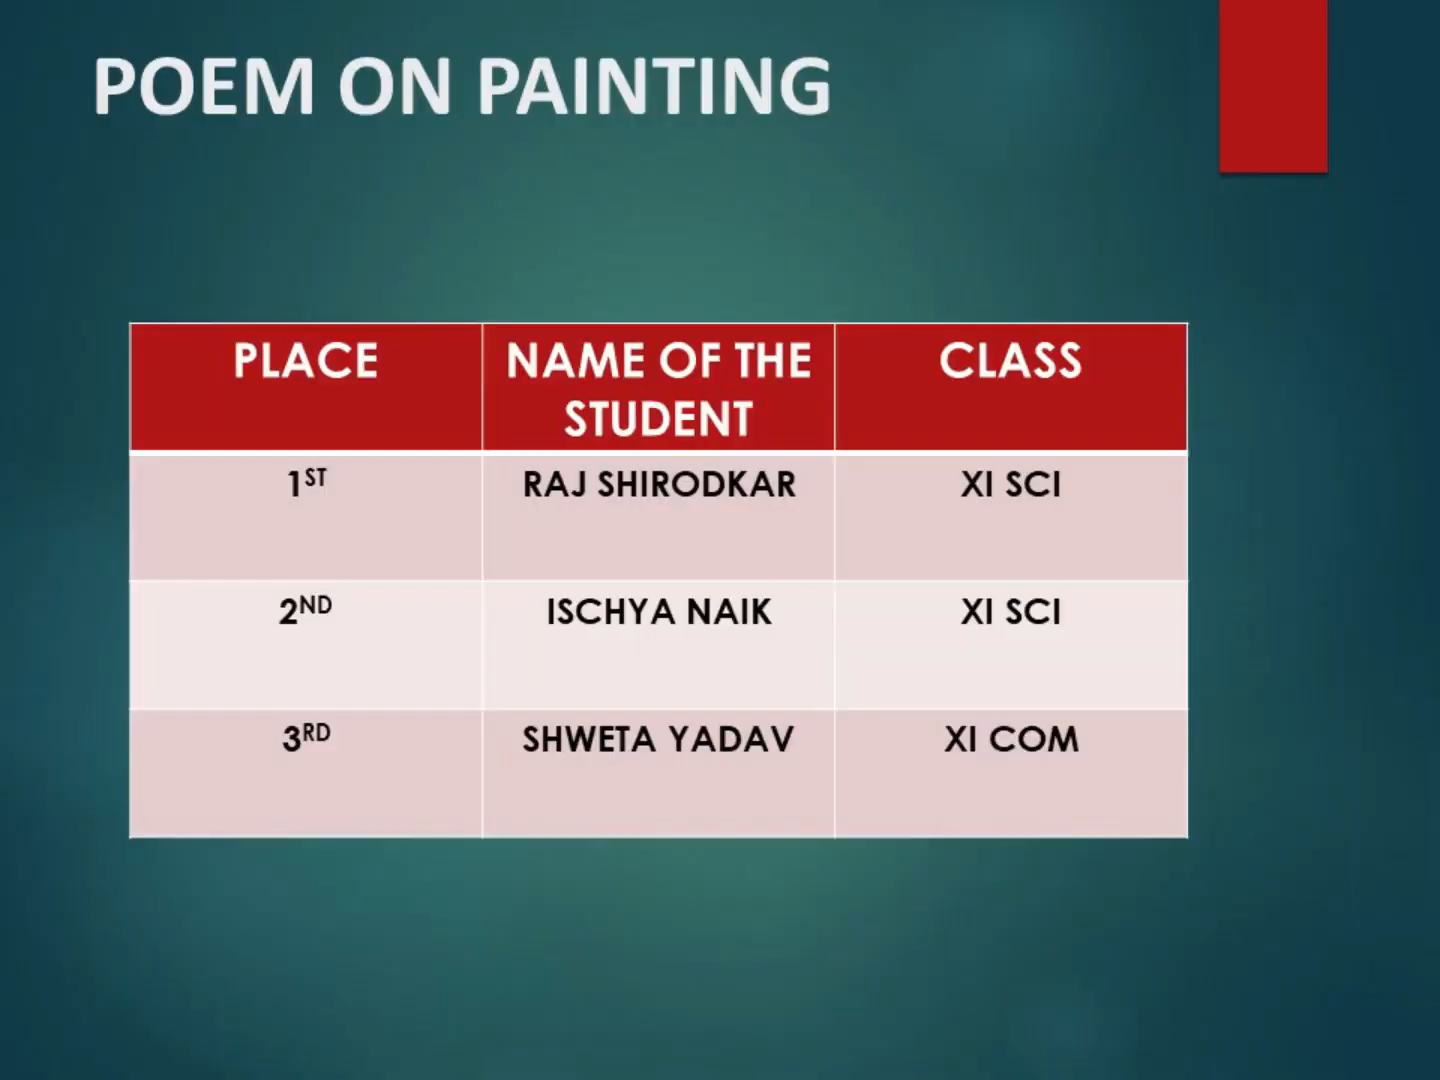 POEM ON PAINTING
PLACE NAME OF THE STUDENT CLASS
1ST RAJ SHIRODKAR XI SCI
2ND ISCHYA NAIK XI SCI
3RD SHWETA YADAV XI COM